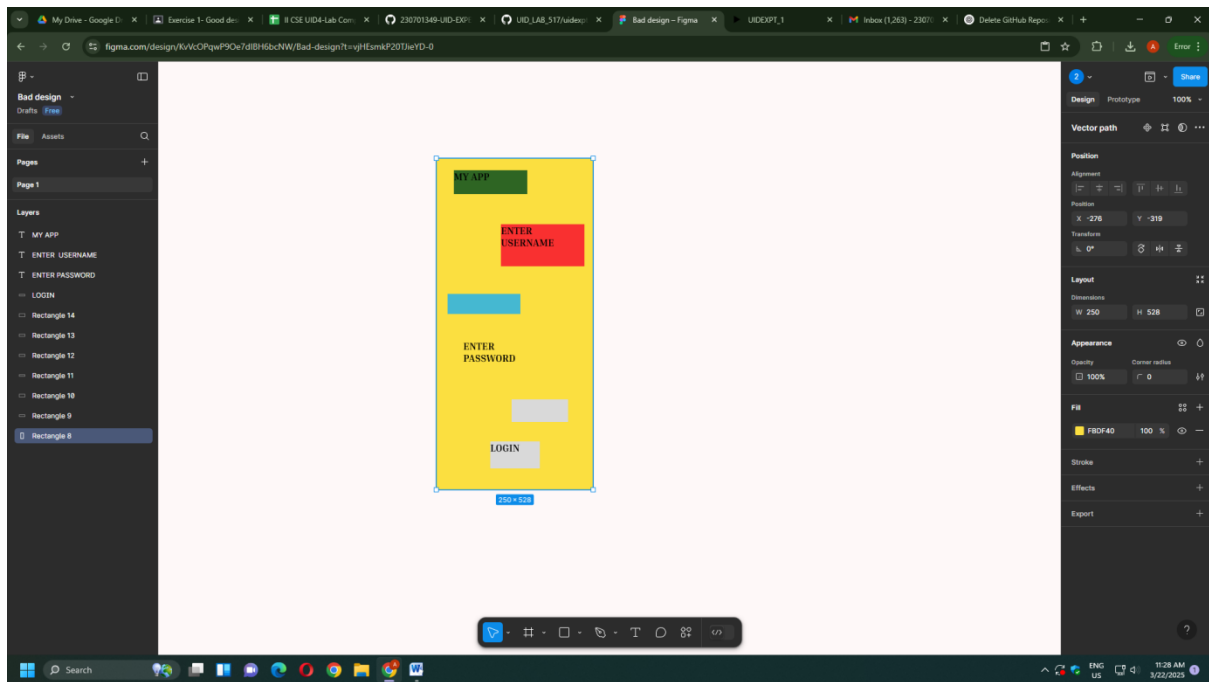 My Drive - Google D
Exercise 1- Good des
II CSE UID4-Lab Com
230701349-UID-EXPE
UID_LAB_517/uidexp
Bad design – Figma
UIDEXPT_1
Inbox (1,263) - 2307
Delete GitHub Repos
figma.com/design/KvVcOPqwP9Oe7dIBH6bcNW/Bad-design?t=vjHEsmkP20TJieYD-0
A
Error
Bad design
Drafts Free
File Assets
Pages
Page 1
Layers
T MY APP
T ENTER USERNAME
T ENTER PASSWORD
LOGIN
Rectangle 14
Rectangle 13
Rectangle 12
Rectangle 11
Rectangle 10
Rectangle 9
Rectangle 8
MY APP
ENTER
USERNAME
ENTER
PASSWORD
LOGIN
250 × 528
2
Share
Design Prototype 100%
Vector path
Position
Alignment
Position
X -276 Y -319
Transform
0°
Layout
Dimensions
W 250 H 528
Appearance
Opacity Corner radius
100% 0
Fill
FBDF40 100 %
Stroke
Effects
Export
?
Search
ENG
US
11:28 AM
3/22/2025
1